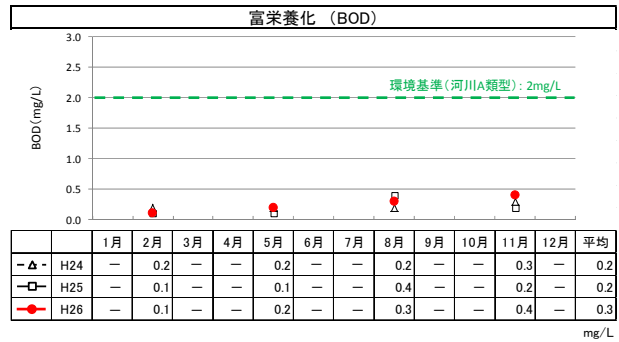 富栄養化 （BOD）
3.0
2.5
2.0
1.5
1.0
0.5
0.0
BOD(mg/L)
環境基準(河川A類型): 2mg/L
1月 2月 3月 4月 5月 6月 7月 8月 9月 10月 11月 12月 平均
H24 － 0.2 － － 0.2 － － 0.2 － － 0.3 － 0.2
H25 － 0.1 － － 0.1 － － 0.4 － － 0.2 － 0.2
H26 － 0.1 － － 0.2 － － 0.3 － － 0.4 － 0.3
mg/L